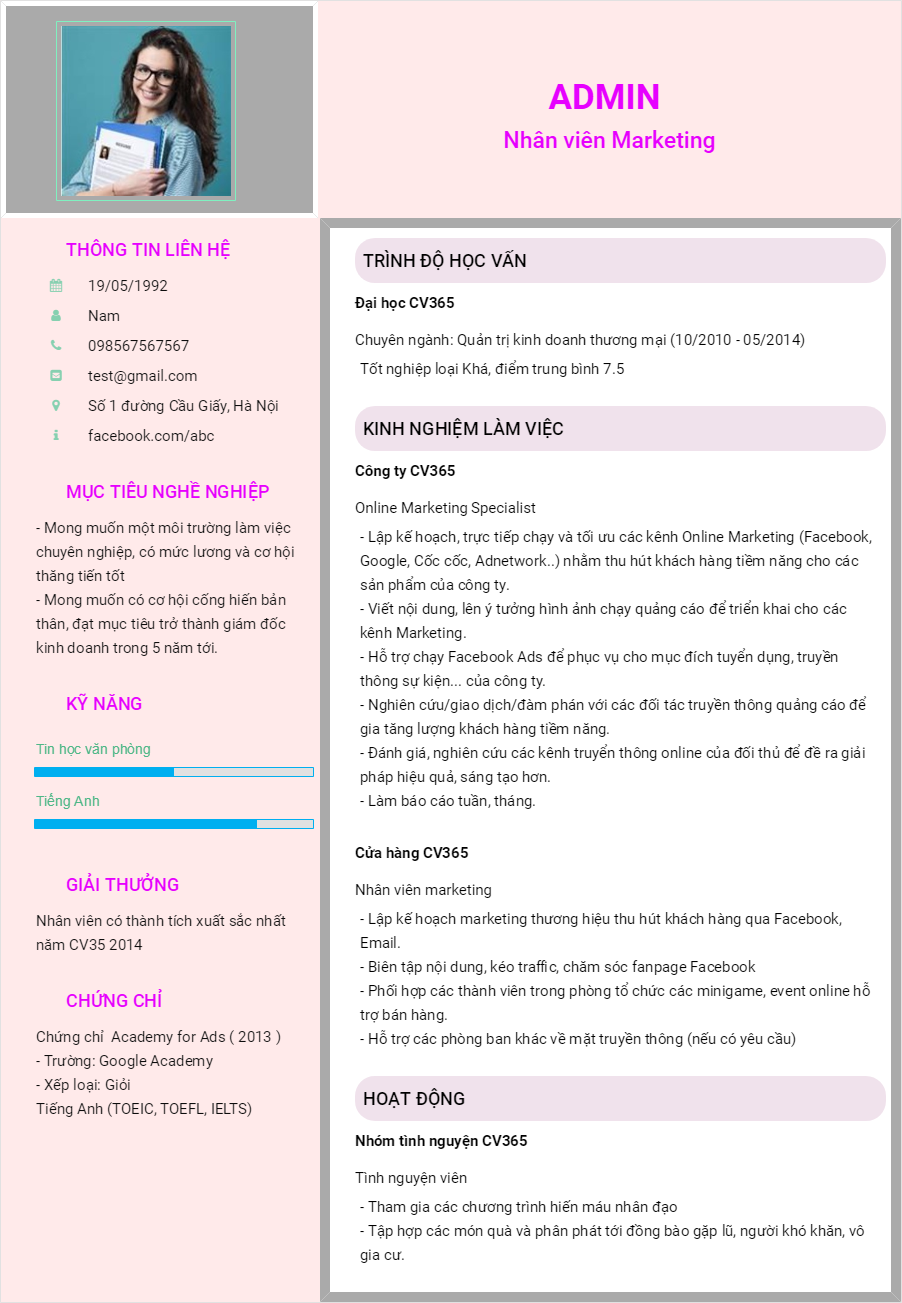 ADMIN
Nhân viên Marketing
RESUME
THÔNG TIN LIÊN HỆ
19/05/1992
Nam
098567567567
test@gmail.com
Số 1 đường Cầu Giấy, Hà Nội
facebook.com/abc
MỤC TIÊU NGHỀ NGHIỆP
- Mong muốn một môi trường làm việc
chuyên nghiệp, có mức lương và cơ hội
thăng tiến tốt
- Mong muốn có cơ hội cống hiến bản
thân, đạt mục tiêu trở thành giám đốc
kinh doanh trong 5 năm tới.
KỸ NĂNG
Tin học văn phòng
Tiếng Anh
GIẢI THƯỞNG
Nhân viên có thành tích xuất sắc nhất
năm CV35 2014
CHỨNG CHỈ
Chứng chỉ  Academy for Ads ( 2013 )
- Trường: Google Academy
- Xếp loại: Giỏi
Tiếng Anh (TOEIC, TOEFL, IELTS)
TRÌNH ĐỘ HỌC VẤN
Đại học CV365
Chuyên ngành: Quản trị kinh doanh thương mại (10/2010 - 05/2014)
Tốt nghiệp loại Khá, điểm trung bình 7.5
KINH NGHIỆM LÀM VIỆC
Công ty CV365
Online Marketing Specialist
- Lập kế hoạch, trực tiếp chạy và tối ưu các kênh Online Marketing (Facebook,
Google, Cốc cốc, Adnetwork..) nhằm thu hút khách hàng tiềm năng cho các
sản phẩm của công ty.
- Viết nội dung, lên ý tưởng hình ảnh chạy quảng cáo để triển khai cho các
kênh Marketing.
- Hỗ trợ chạy Facebook Ads để phục vụ cho mục đích tuyển dụng, truyền
thông sự kiện... của công ty.
- Nghiên cứu/giao dịch/đàm phán với các đối tác truyền thông quảng cáo để
gia tăng lượng khách hàng tiềm năng.
- Đánh giá, nghiên cứu các kênh truyển thông online của đối thủ để đề ra giải
pháp hiệu quả, sáng tạo hơn.
- Làm báo cáo tuần, tháng.
Cửa hàng CV365
Nhân viên marketing
- Lập kế hoạch marketing thương hiệu thu hút khách hàng qua Facebook,
Email.
- Biên tập nội dung, kéo traffic, chăm sóc fanpage Facebook
- Phối hợp các thành viên trong phòng tổ chức các minigame, event online hỗ
trợ bán hàng.
- Hỗ trợ các phòng ban khác về mặt truyền thông (nếu có yêu cầu)
HOẠT ĐỘNG
Nhóm tình nguyện CV365
Tình nguyện viên
- Tham gia các chương trình hiến máu nhân đạo
- Tập hợp các món quà và phân phát tới đồng bào gặp lũ, người khó khăn, vô
gia cư.